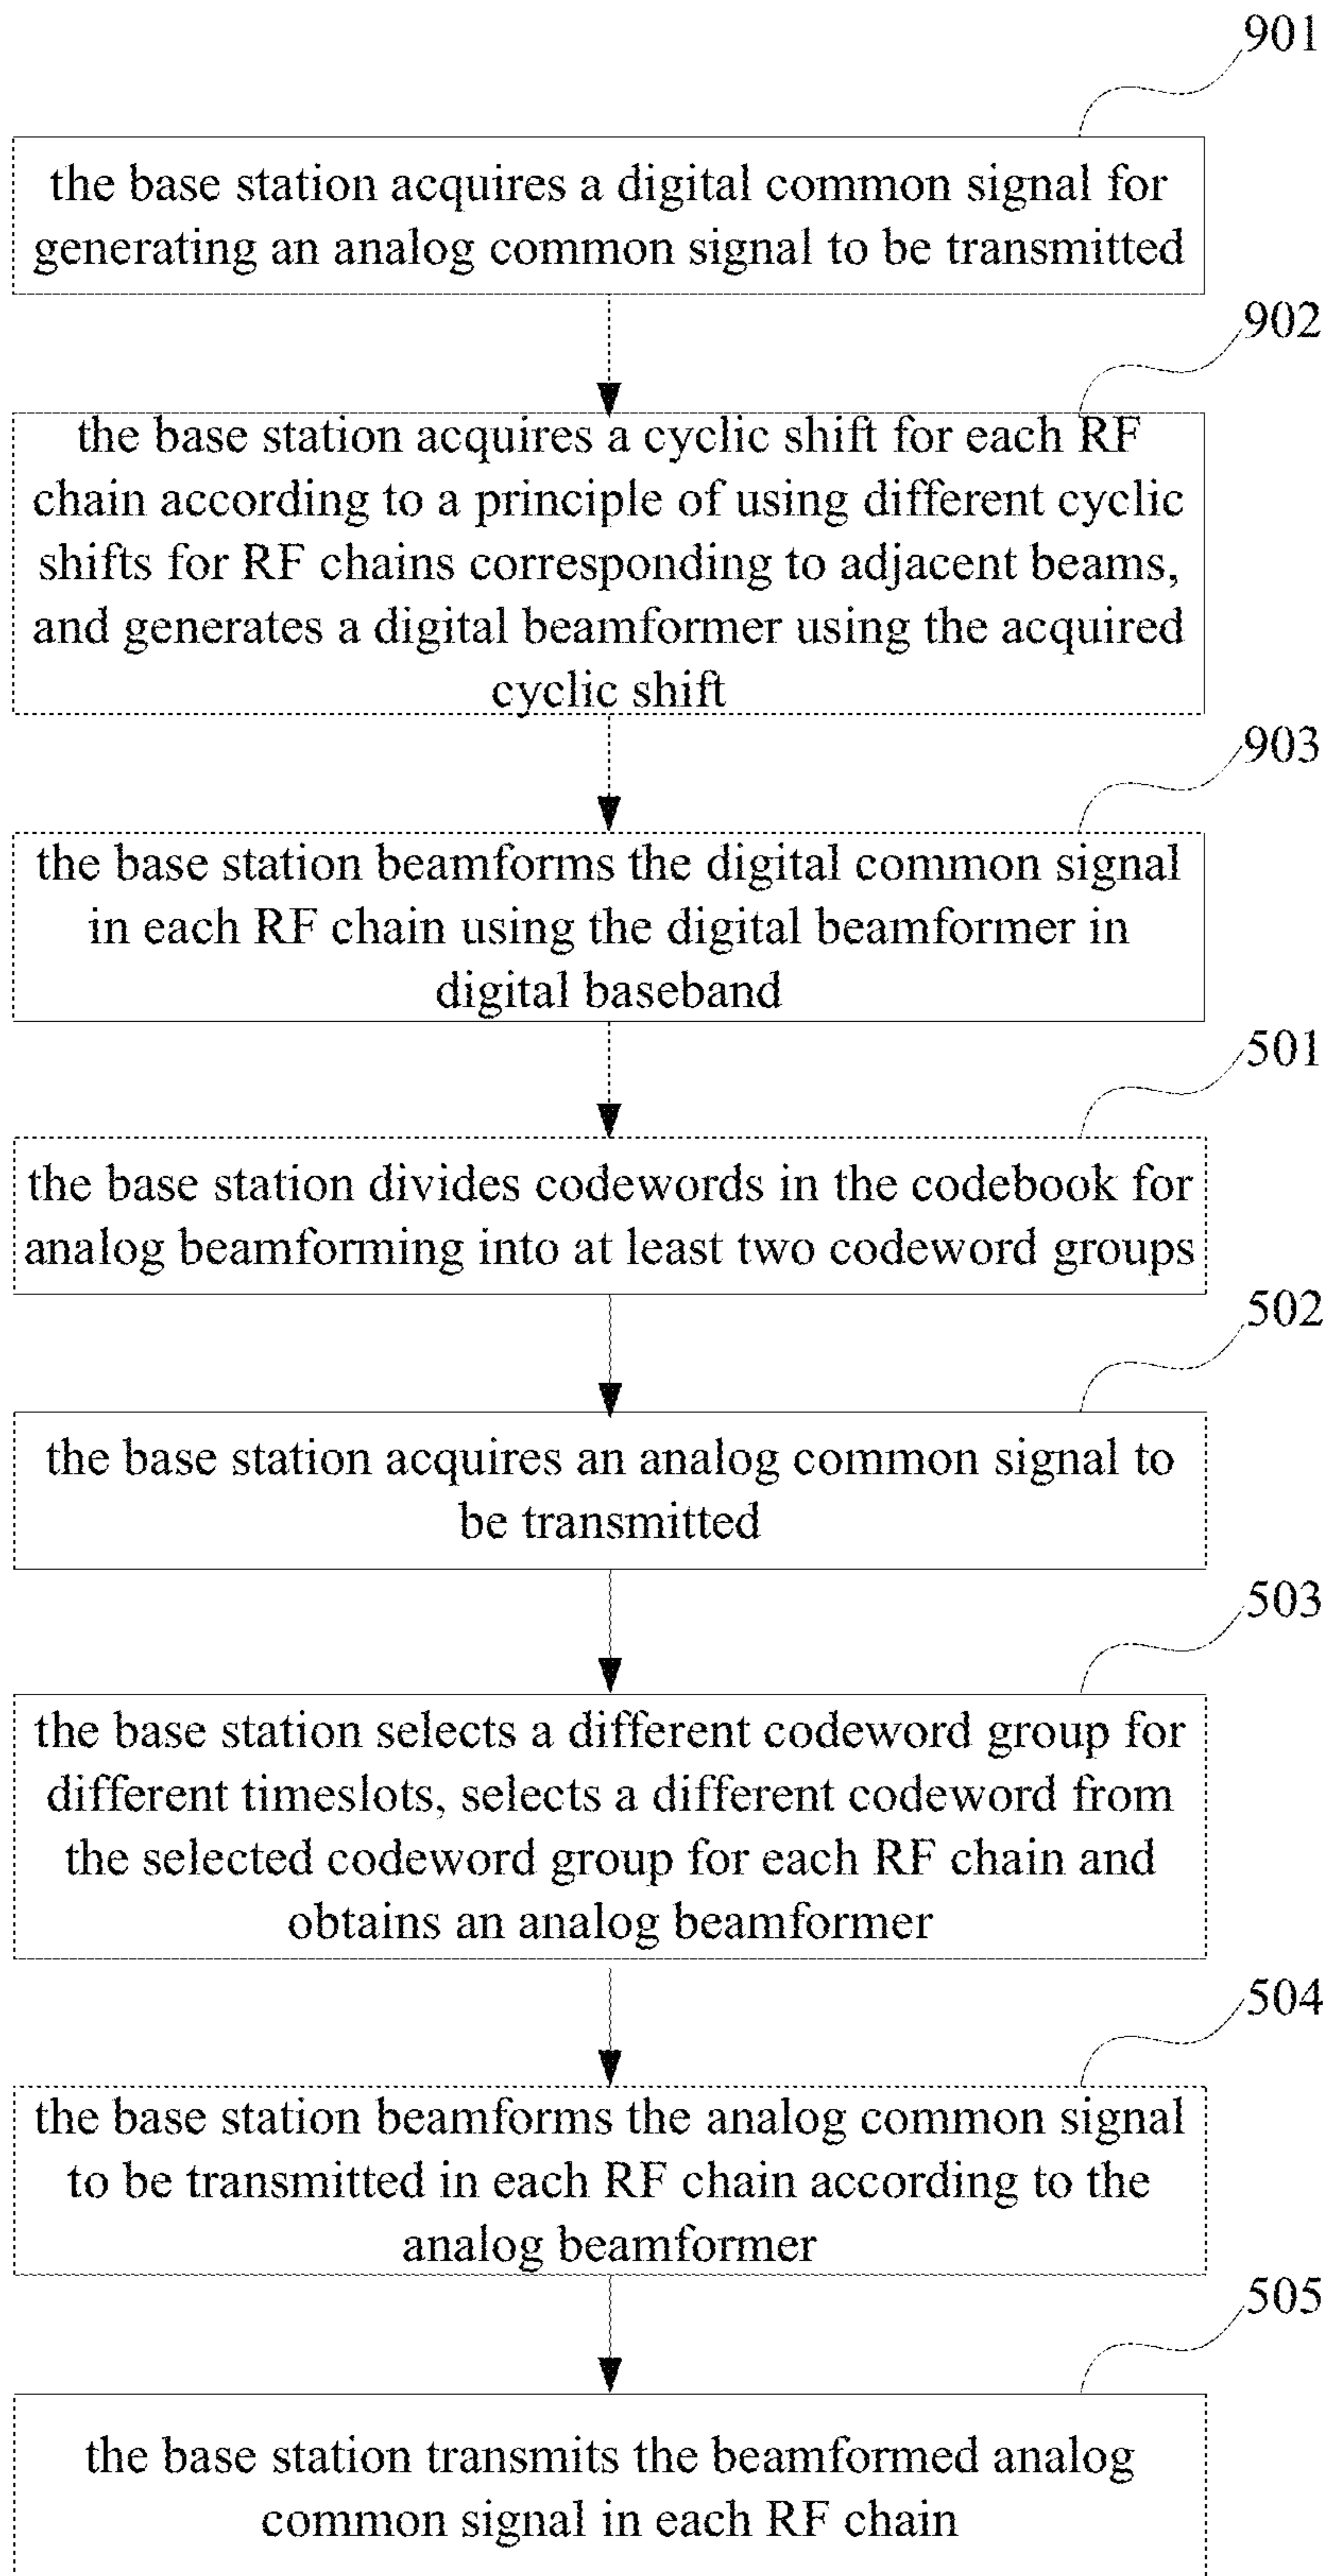 901
the base station acquires a digital common signal for
generating an analog common signal to be transmitted
902
the base station acquires a cyclic shift for each RF
chain according to a principle of using different cyclic
shifts for RF chains corresponding to adjacent beams,
and generates a digital beamformer using the acquired
cyclic shift
903
the base station beamforms the digital common signal
in each RF chain using the digital beamformer in
digital baseband
501
the base station divides codewords in the codebook for
analog beamforming into at least two codeword groups
502
the base station acquires an analog common signal to
be transmitted
503
the base station selects a different codeword group for
different timeslots, selects a different codeword from
the selected codeword group for each RF chain and
obtains an analog beamformer
504
the base station beamforms the analog common signal
to be transmitted in each RF chain according to the
analog beamformer
505
the base station transmits the beamformed analog
common signal in each RF chain